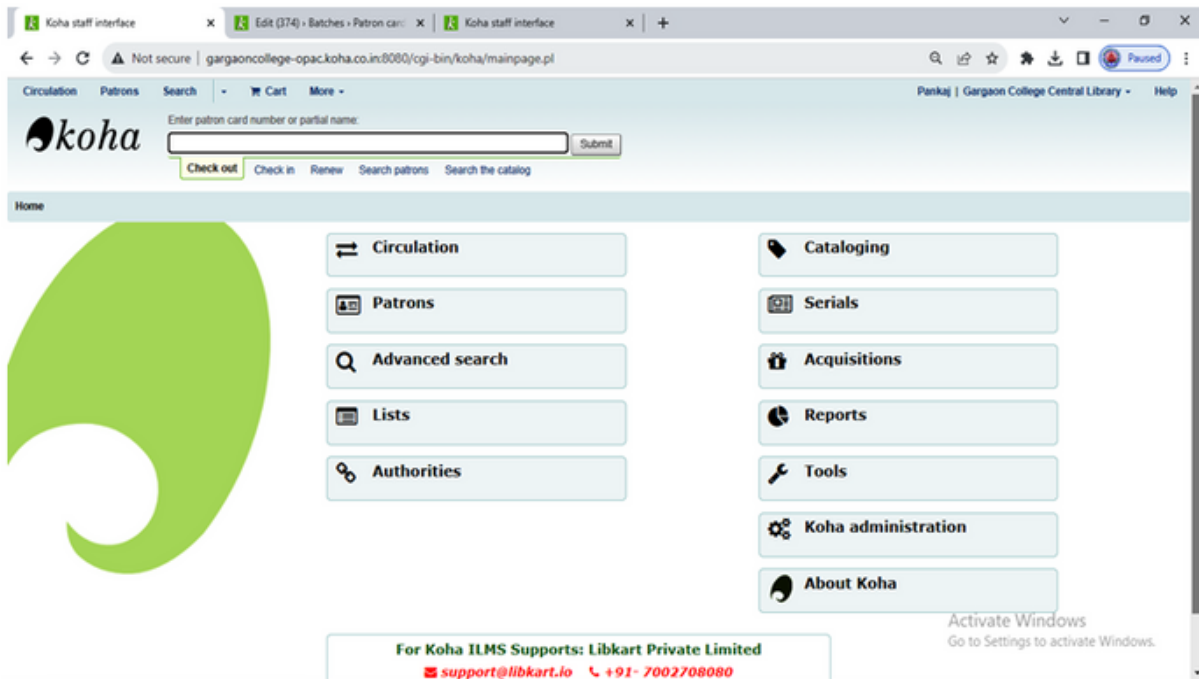 Koha staff interface
Edit (374) › Batches › Patron card
Koha staff interface
Not secure | gargaoncollege-opac.koha.co.in:8080/cgi-bin/koha/mainpage.pl
Paused
Circulation Patrons Search Cart More
Pankaj | Gargaon College Central Library
Help
koha
Enter patron card number or partial name:
Submit
Check out Check in Renew Search patrons Search the catalog
Home
Circulation
Cataloging
Patrons
Serials
Advanced search
Acquisitions
Lists
Reports
Authorities
Tools
Koha administration
About Koha
Activate Windows
Go to Settings to activate Windows.
For Koha ILMS Supports: Libkart Private Limited
support@libkart.io +91- 7002708080